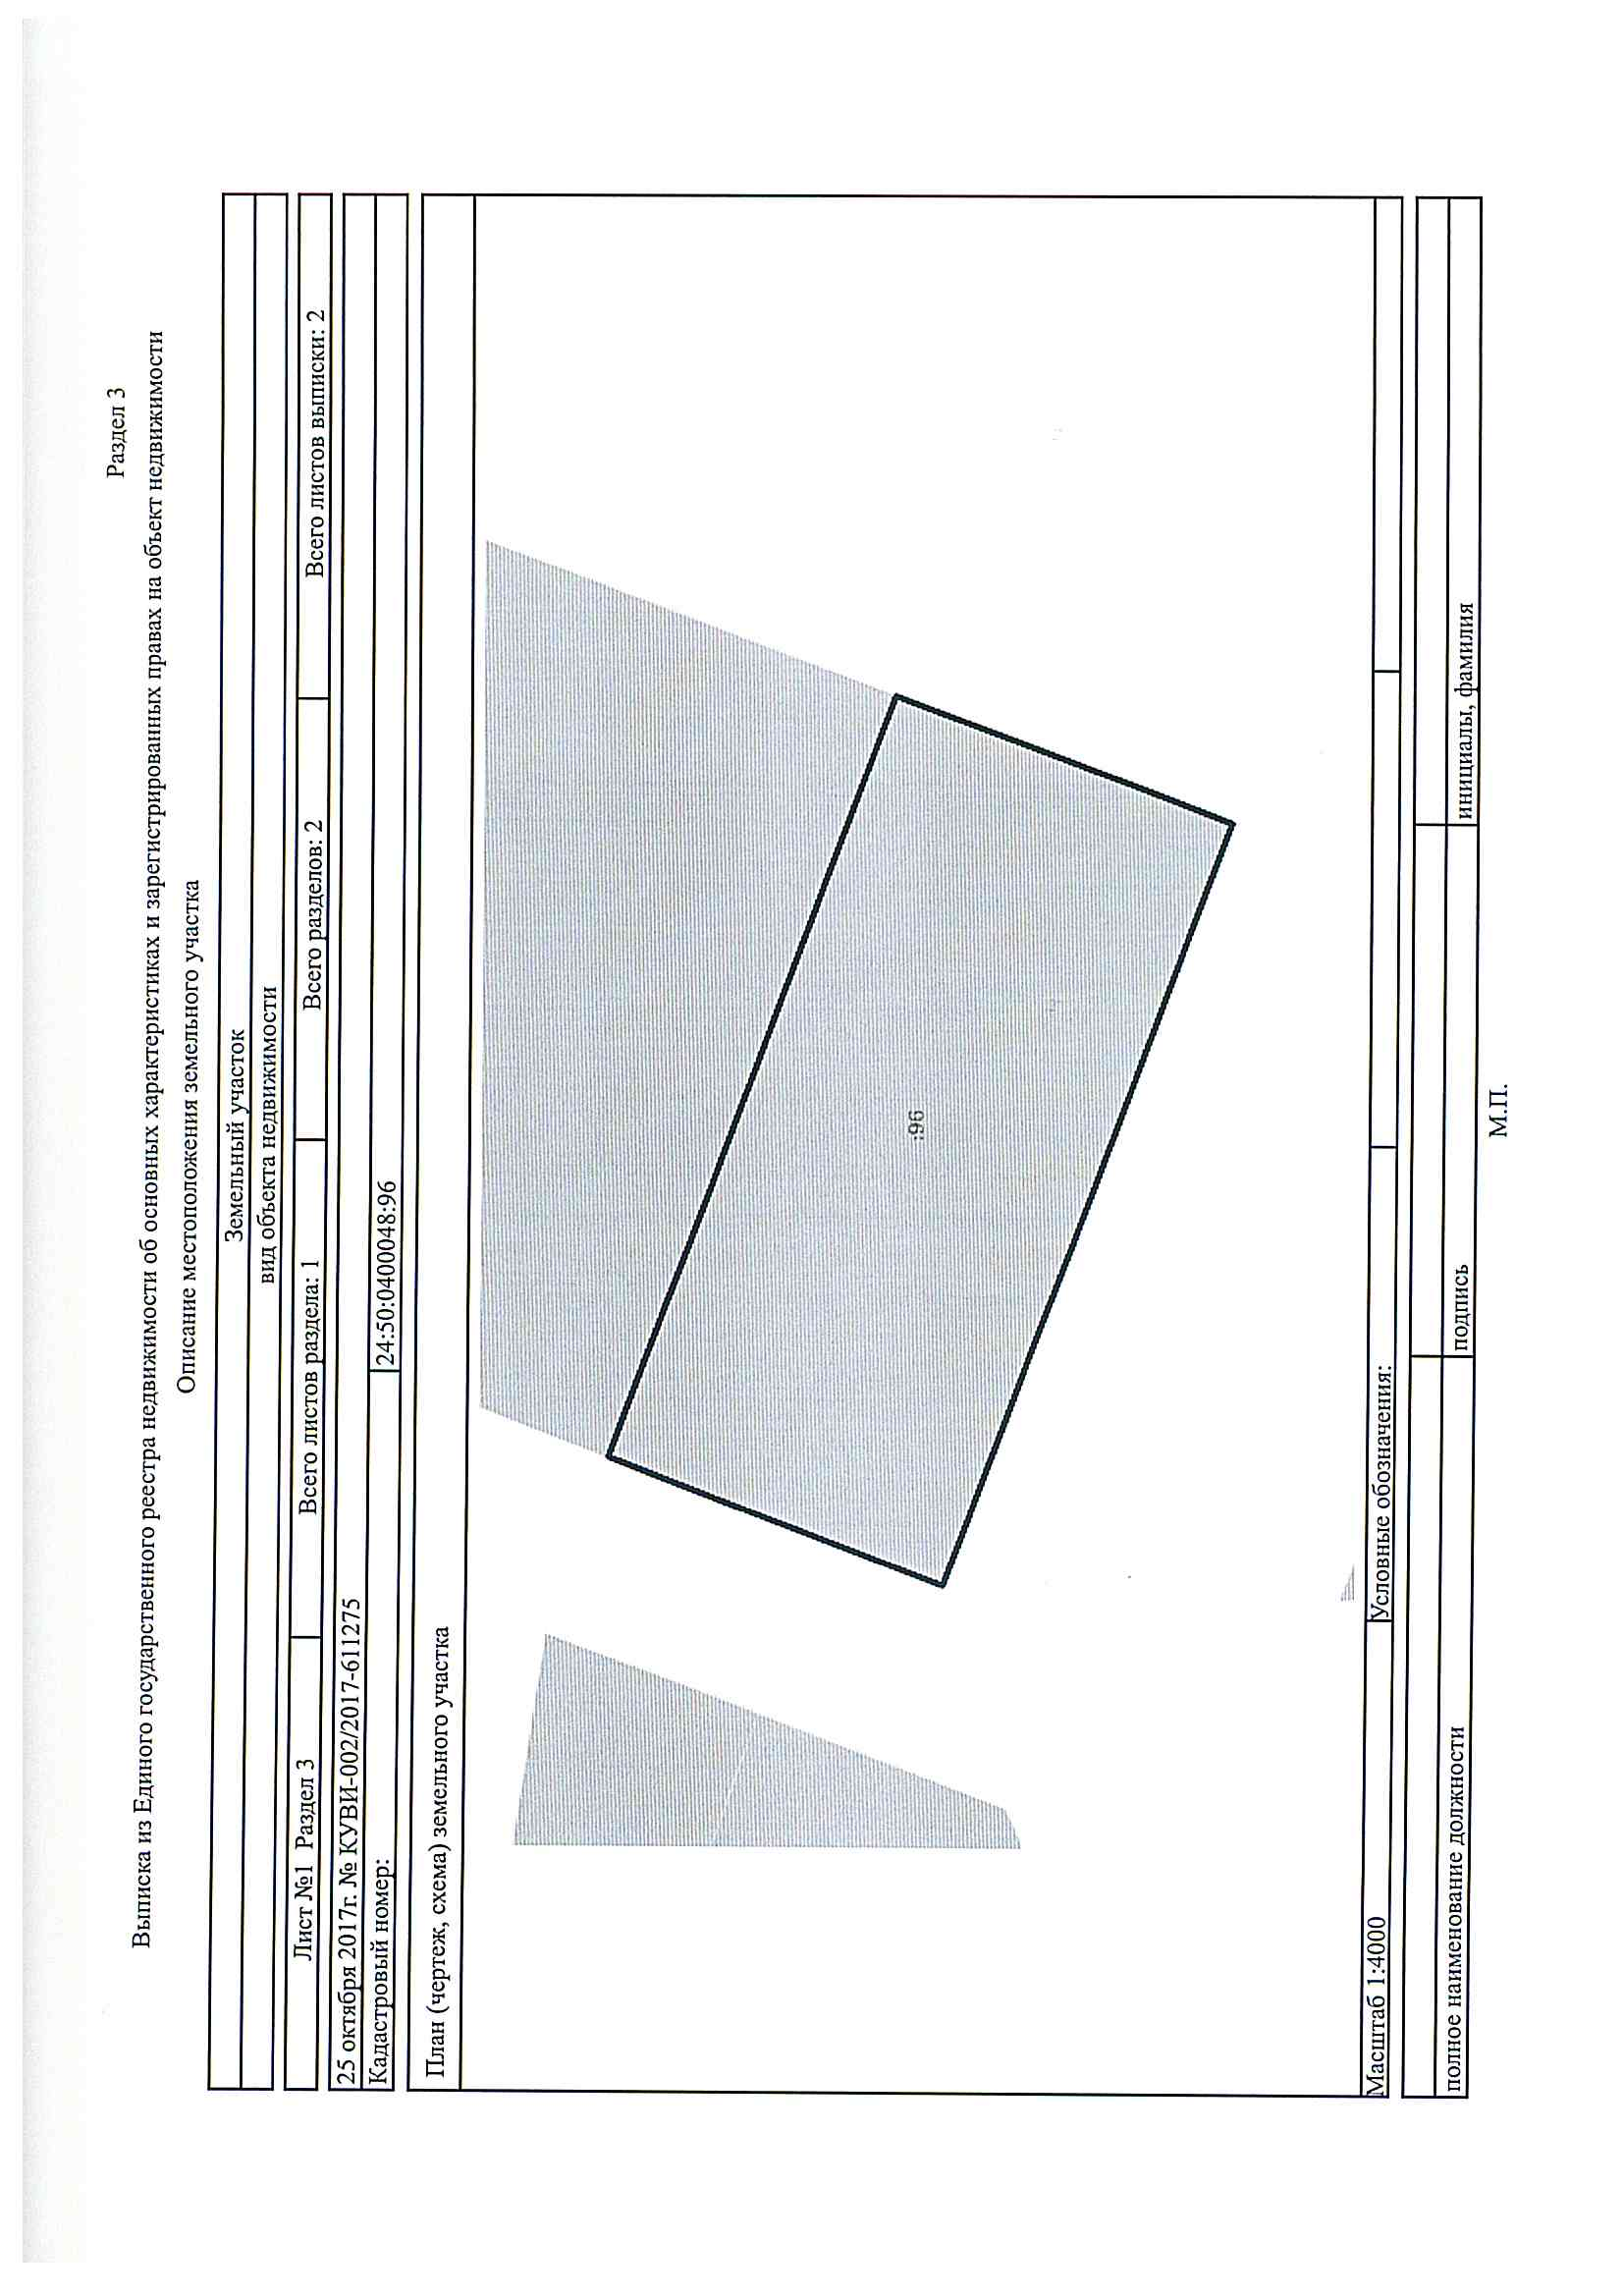 Раздел 3
Выписка из Единого государственного реестра недвижимости об основных характеристиках и зарегистрированных правах на объект недвижимости
Описание местоположения земельного участка
Земельный участок
вид объекта недвижимости
Лист №1 Раздел 3 Всего листов раздела: 1 Всего разделов: 2 Всего листов выписки: 2
25 октября 2017г. № КУВИ-002/2017-611275
Кадастровый номер: 24:50:0400048:96
План (чертеж, схема) земельного участка
:96
Масштаб 1:4000 Условные обозначения:
полное наименование должности подпись инициалы, фамилия
М.П.